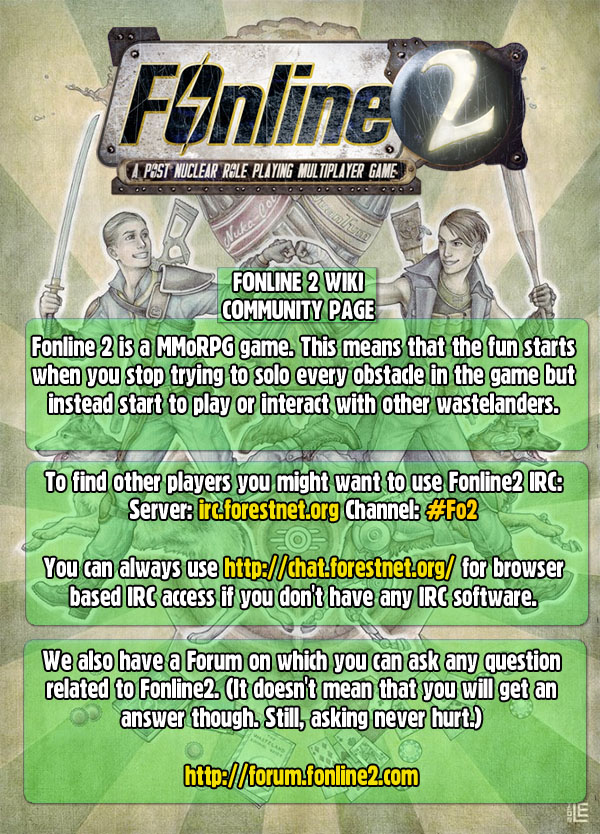 FOnline 2
A POST NUCLEAR ROLE PLAYING MULTIPLAYER GAME
Nuka-Col
FONLINE 2 WIKI
COMMUNITY PAGE
Fonline 2 is a MMoRPG game. This means that the fun starts
when you stop trying to solo every obstacle in the game but
instead start to play or interact with other wastelanders.
To find other players you might want to use Fonline2 IRC:
Server: irc.forestnet.org Channel: #Fo2
You can always use http://chat.forestnet.org/ for browser
based IRC access if you don't have any IRC software.
We also have a Forum on which you can ask any question
related to Fonline2. (It doesn't mean that you will get an
answer though. Still, asking never hurt.)
http://forum.fonline2.com